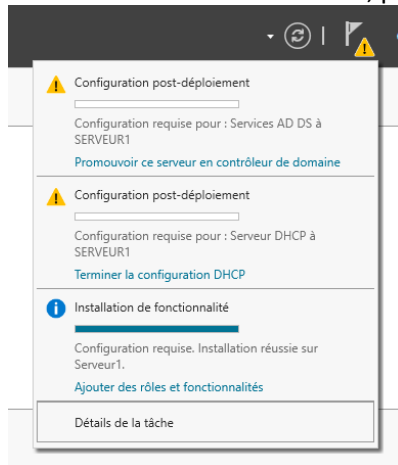 Configuration post-déploiement
Configuration requise pour : Services AD DS à
SERVEUR1
Promouvoir ce serveur en contrôleur de domaine
Configuration post-déploiement
Configuration requise pour : Serveur DHCP à
SERVEUR1
Terminer la configuration DHCP
Installation de fonctionnalité
Configuration requise. Installation réussie sur
Serveur1.
Ajouter des rôles et fonctionnalités
Détails de la tâche